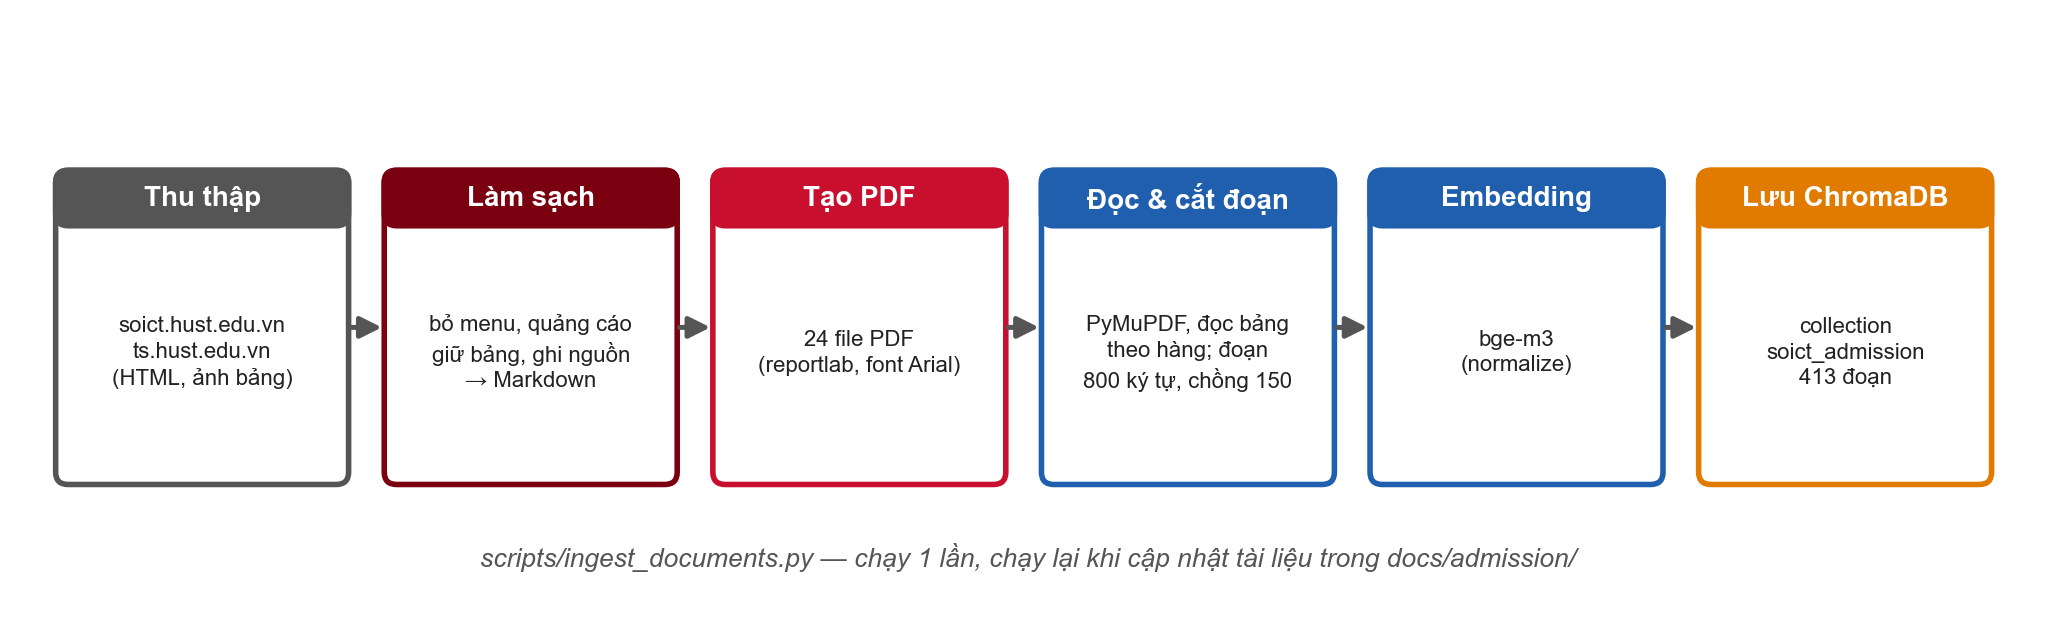 Thu thập
soict.hust.edu.vn
ts.hust.edu.vn
(HTML, ảnh bảng)
Làm sạch
bỏ menu, quảng cáo
giữ bảng, ghi nguồn
→ Markdown
Tạo PDF
24 file PDF
(reportlab, font Arial)
Đọc & cắt đoạn
PyMuPDF, đọc bảng
theo hàng; đoạn
800 ký tự, chồng 150
Embedding
bge-m3
(normalize)
Lưu ChromaDB
collection
soict_admission
413 đoạn
scripts/ingest_documents.py — chạy 1 lần, chạy lại khi cập nhật tài liệu trong docs/admission/